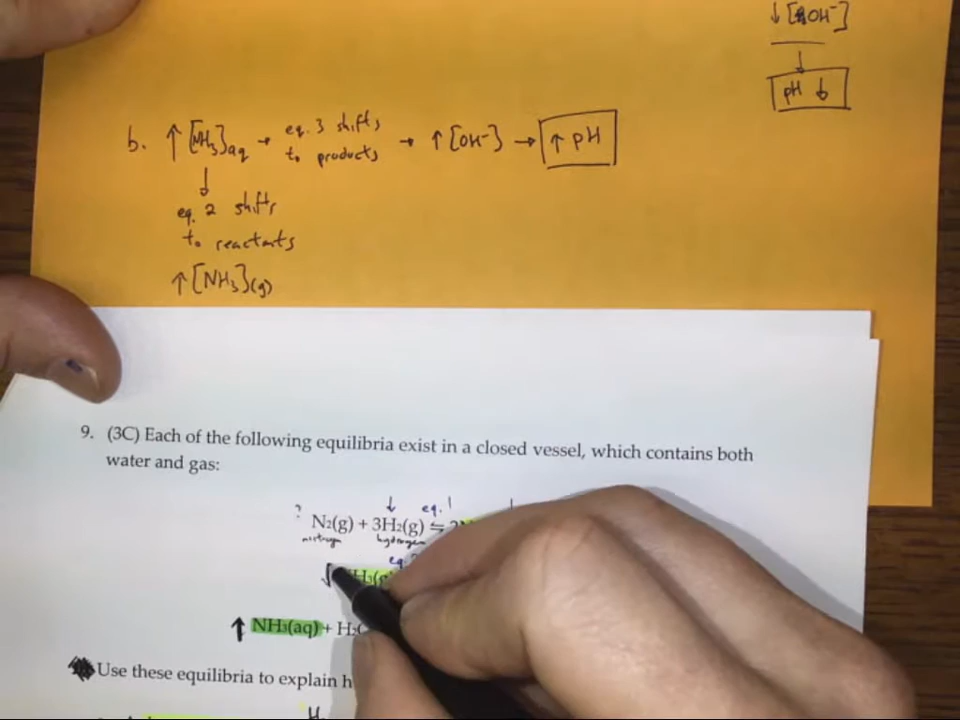 ↓ [OH⁻]
pH ↓
b. ↑ [NH₃]aq → eq. 3 shifts to products → ↑ [OH⁻] → ↑ pH
↓
eq. 2 shifts
to reactants
↑ [NH₃](g)
9. (3C) Each of the following equilibria exist in a closed vessel, which contains both
water and gas:
? ↓ eq. 1
N₂(g) + 3H₂(g) ⇌ 2
nitrogen hydrogen
eq.
↑ NH₃(aq) + H₂
Use these equilibria to explain h
H